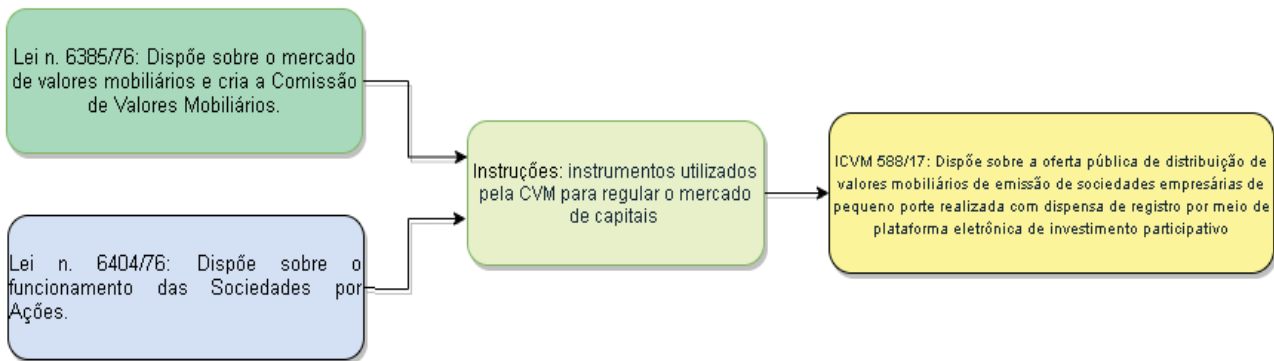 Lei n. 6385/76: Dispõe sobre o mercado
de valores mobiliários e cria a Comissão
de Valores Mobiliários.
Lei n. 6404/76: Dispõe sobre o
funcionamento das Sociedades por
Ações.
Instruções: instrumentos utilizados
pela CVM para regular o mercado
de capitais
ICVM 588/17: Dispõe sobre a oferta pública de distribuição de
valores mobiliários de emissão de sociedades empresárias de
pequeno porte realizada com dispensa de registro por meio de
plataforma eletrônica de investimento participativo